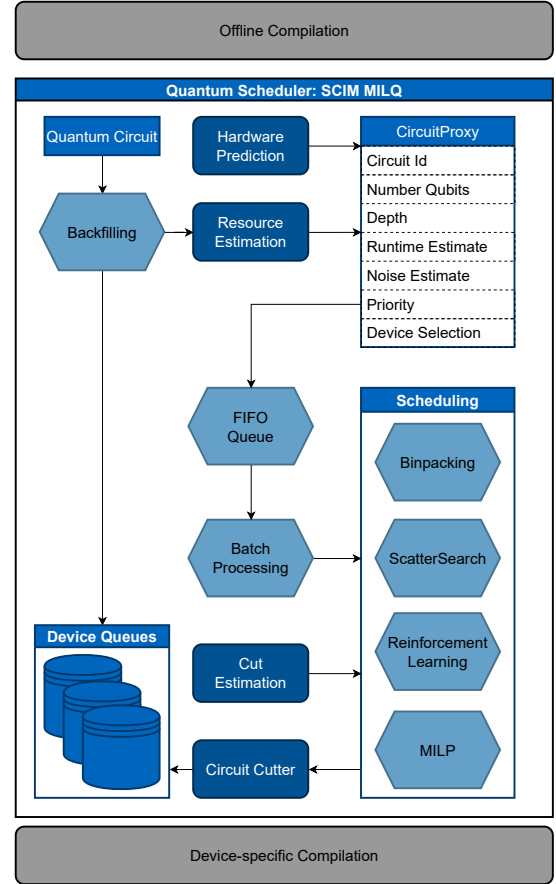 Offline Compilation
Quantum Scheduler: SCIM MILQ
Quantum Circuit
Hardware
Prediction
CircuitProxy
Circuit Id
Number Qubits
Depth
Runtime Estimate
Noise Estimate
Priority
Device Selection
Backfilling
Resource
Estimation
FIFO
Queue
Batch
Processing
Scheduling
Binpacking
ScatterSearch
Reinforcement
Learning
MILP
Device Queues
Cut
Estimation
Circuit Cutter
Device-specific Compilation